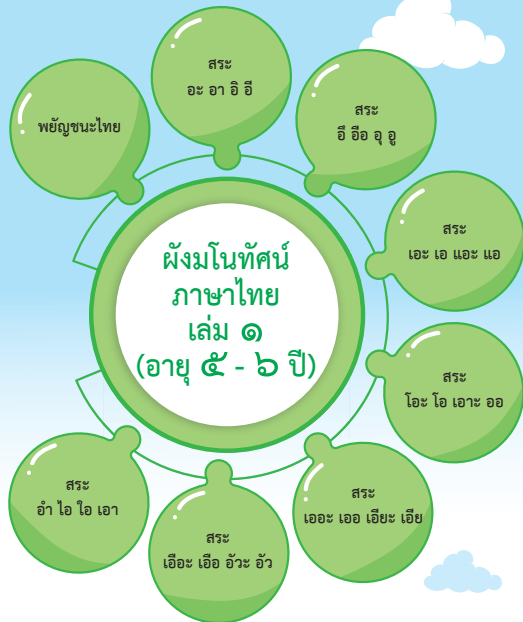 ผังมโนทัศน์
ภาษาไทย
เล่ม ๑
(อายุ ๕ - ๖ ปี)
พยัญชนะไทย
สระ
อะ อา อิ อี
สระ
อึ อือ อุ อู
สระ
เอะ เอ แอะ แอ
สระ
โอะ โอ เอาะ ออ
สระ
เออะ เออ เอียะ เอีย
สระ
เอือะ เอือ อัวะ อัว
สระ
อำ ไอ ใอ เอา